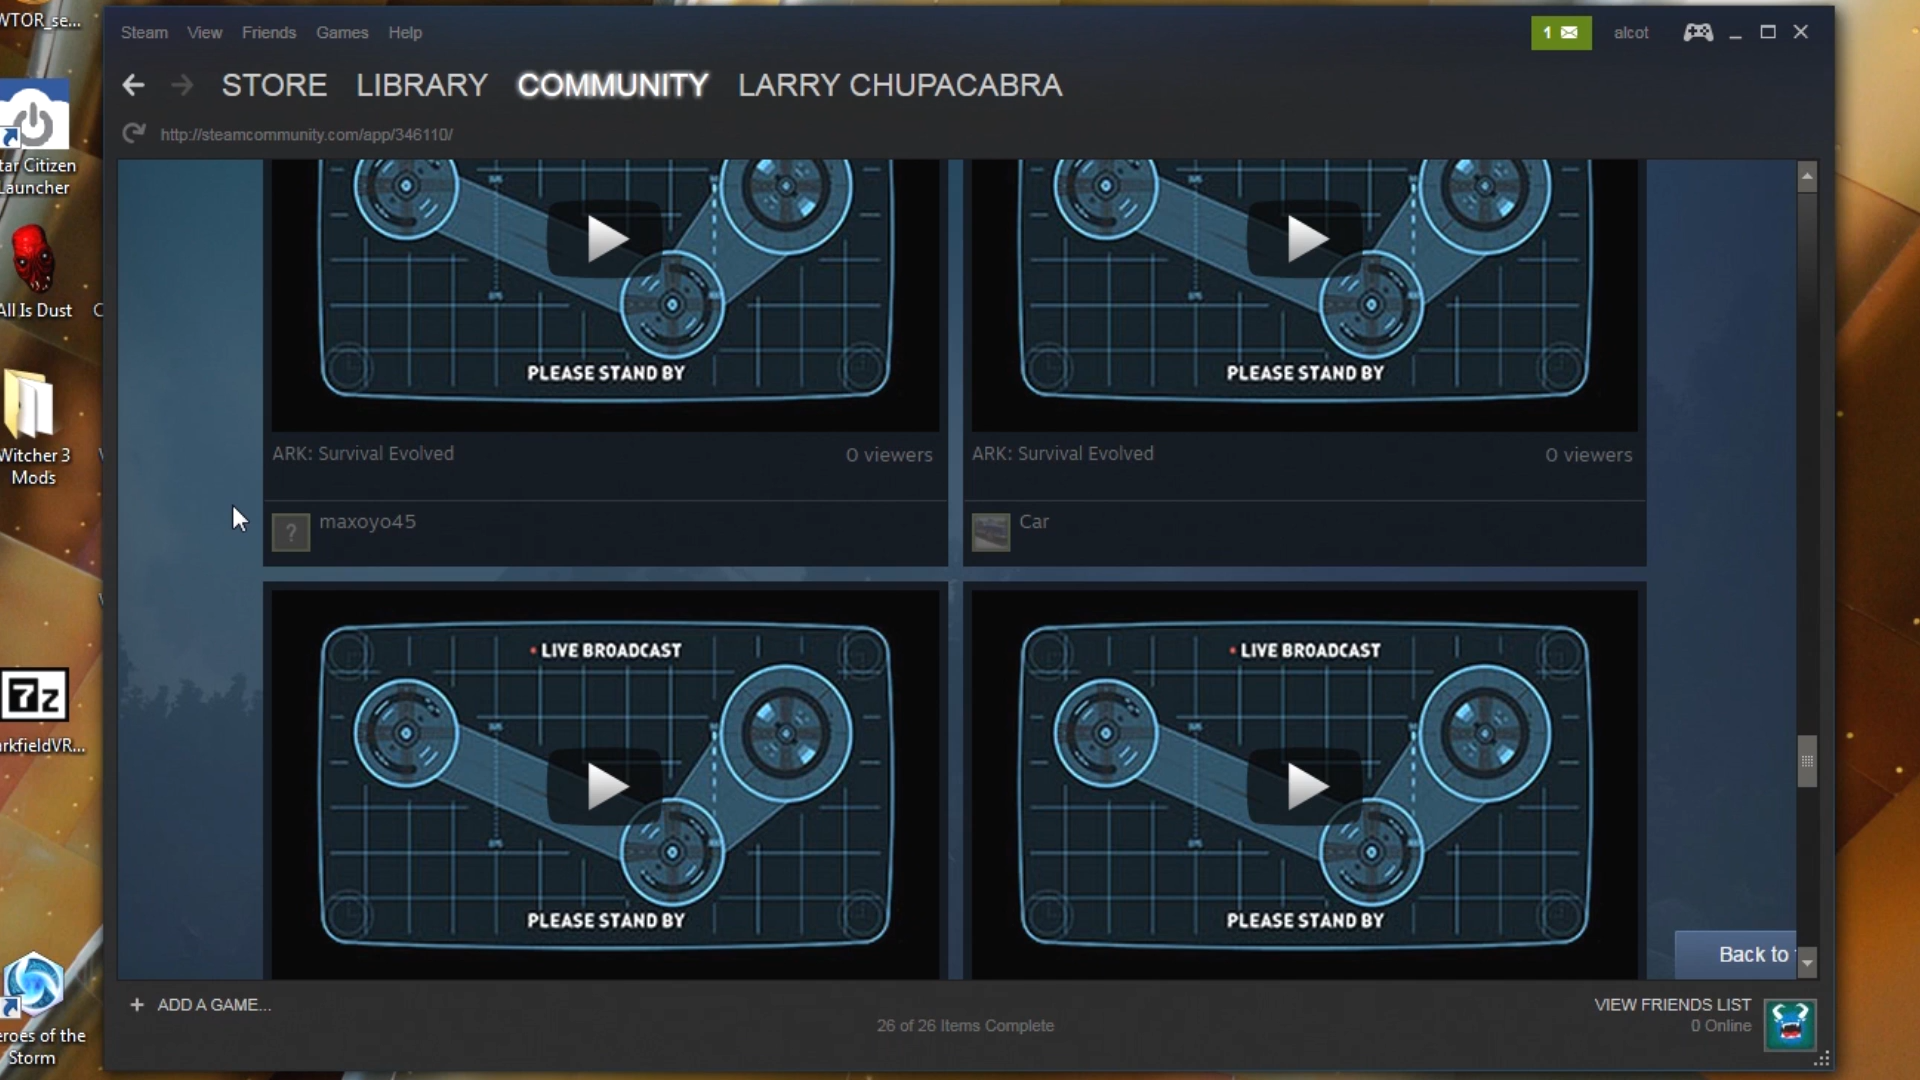 WTOR_se...
Steam View Friends Games Help
1
alcot
STORE LIBRARY COMMUNITY LARRY CHUPACABRA
http://steamcommunity.com/app/346110/
tar Citizen
Launcher
All Is Dust
Witcher 3
Mods
7z
arkfieldVR...
eroes of the
Storm
PLEASE STAND BY
PLEASE STAND BY
ARK: Survival Evolved 0 viewers
ARK: Survival Evolved 0 viewers
? maxoyo45
Car
• LIVE BROADCAST
• LIVE BROADCAST
PLEASE STAND BY
PLEASE STAND BY
Back to
+ ADD A GAME...
26 of 26 Items Complete
VIEW FRIENDS LIST
0 Online